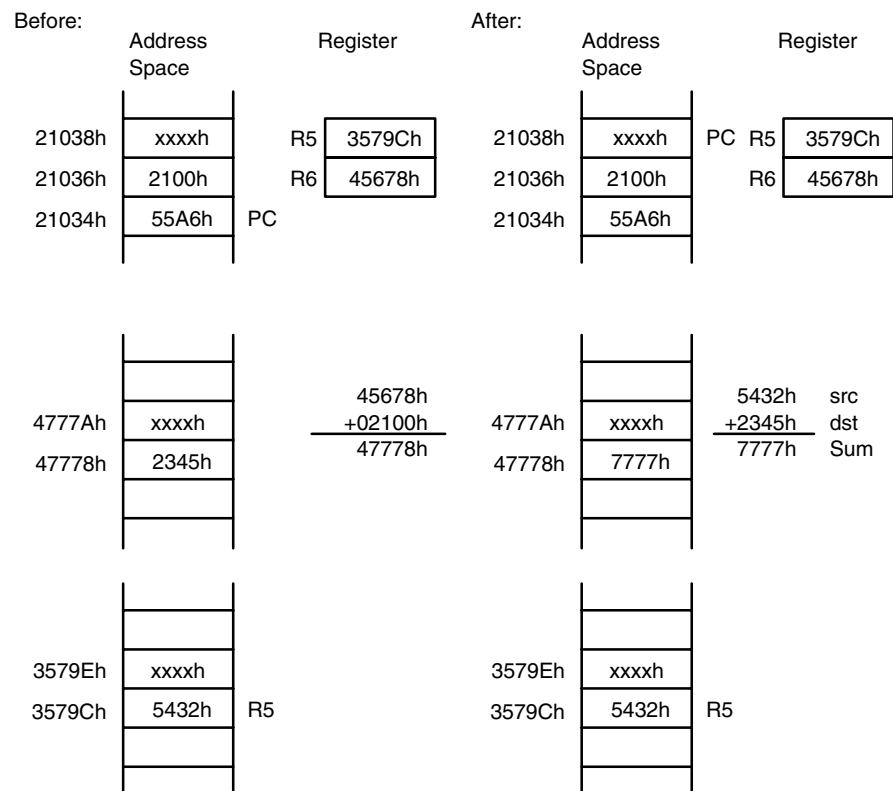 Before:
Address
Space
Register
After:
Address
Space
Register
21038h xxxxh R5 3579Ch 21038h xxxxh PC R5 3579Ch
21036h 2100h R6 45678h 21036h 2100h R6 45678h
21034h 55A6h PC 21034h 55A6h
45678h 5432h src
4777Ah xxxxh +02100h 4777Ah xxxxh +2345h dst
47778h 2345h 47778h 47778h 7777h 7777h Sum
3579Eh xxxxh 3579Eh xxxxh
3579Ch 5432h R5 3579Ch 5432h R5